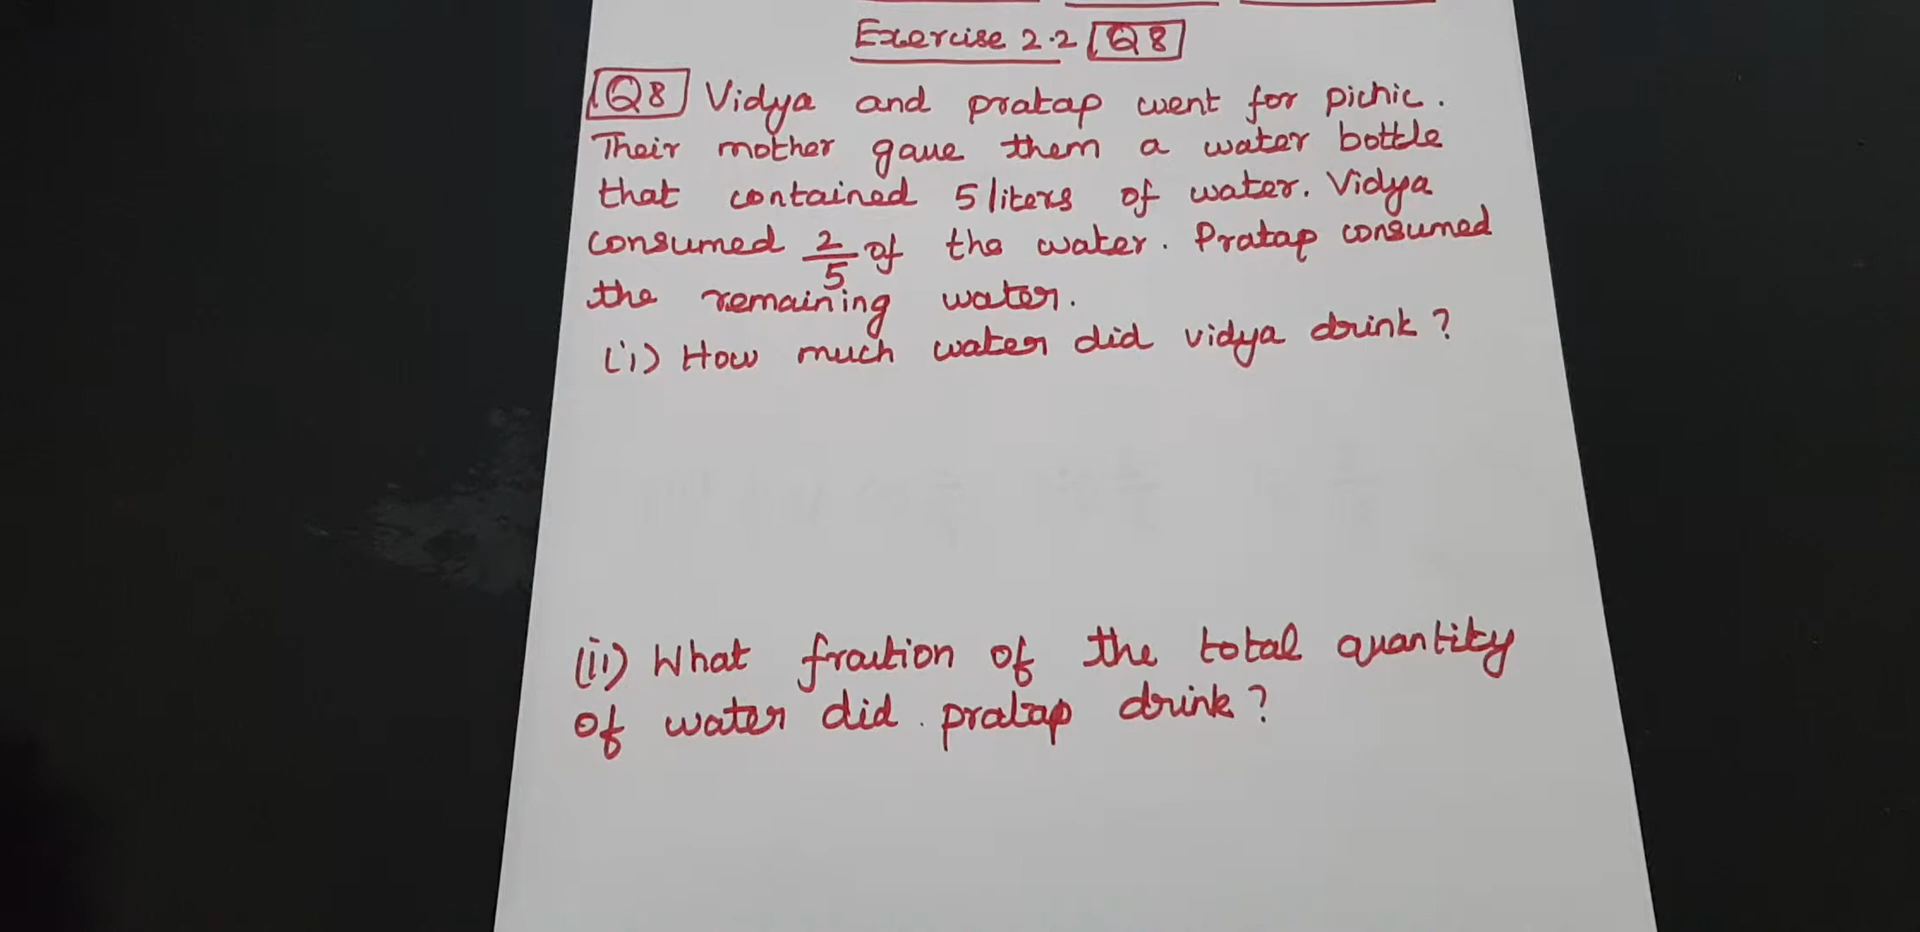 Exercise 2.2 Q8
Q8 Vidya and pratap went for picnic.
Their mother gave them a water bottle
that contained 5 liters of water. Vidya
consumed 2/5 of the water. Pratap consumed
the remaining water.
(i) How much water did vidya drink?
(ii) What fraction of the total quantity
of water did pratap drink?